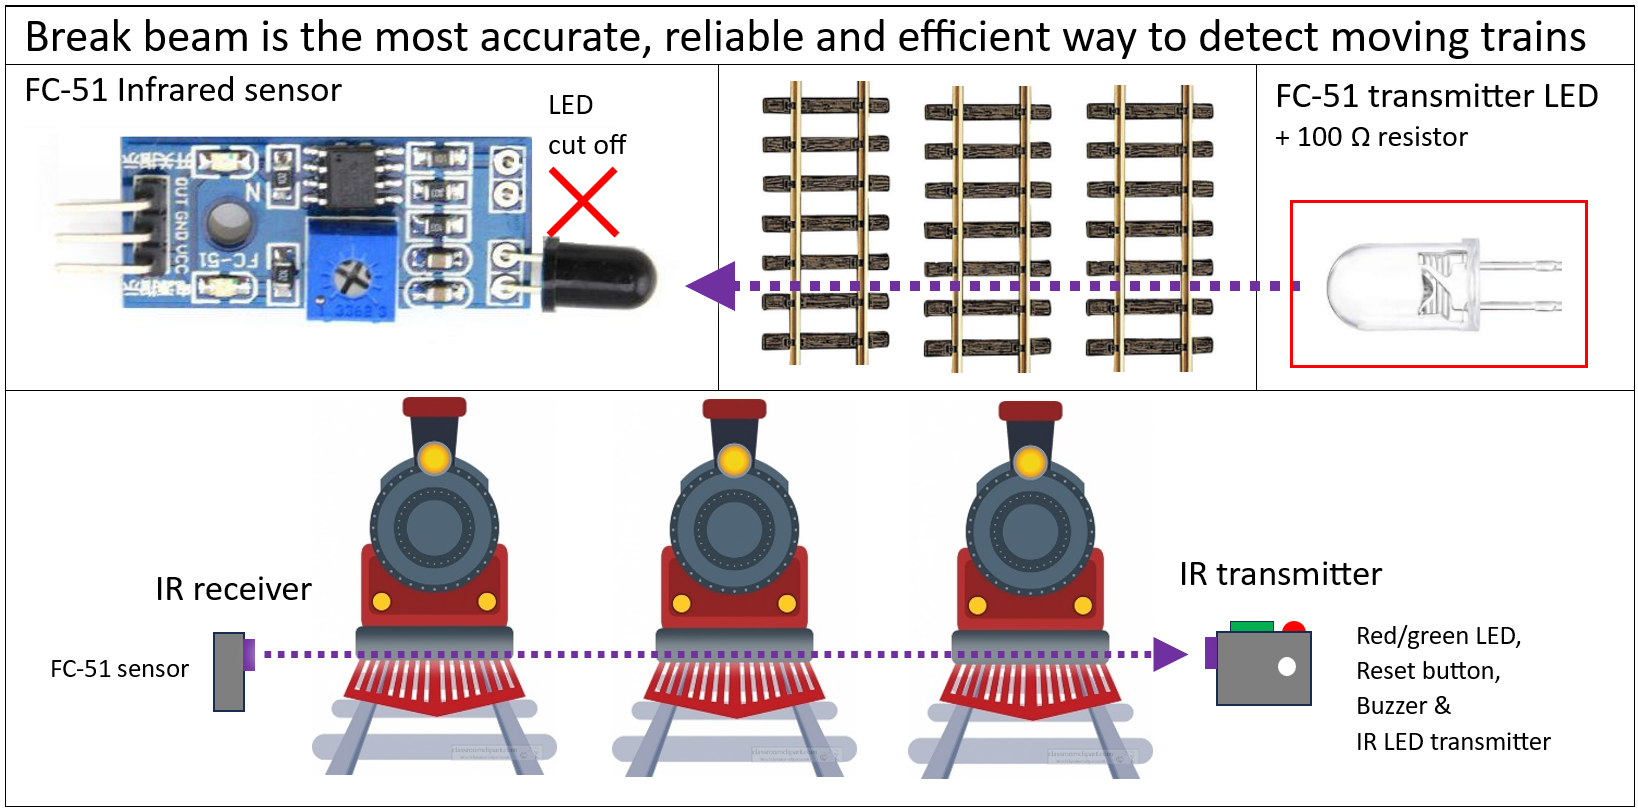 Break beam is the most accurate, reliable and efficient way to detect moving trains
FC-51 Infrared sensor
LED
cut off
OUT GND VCC
FC-51
FC-51 transmitter LED
+ 100 Ω resistor
IR receiver
FC-51 sensor
IR transmitter
Red/green LED,
Reset button,
Buzzer &
IR LED transmitter